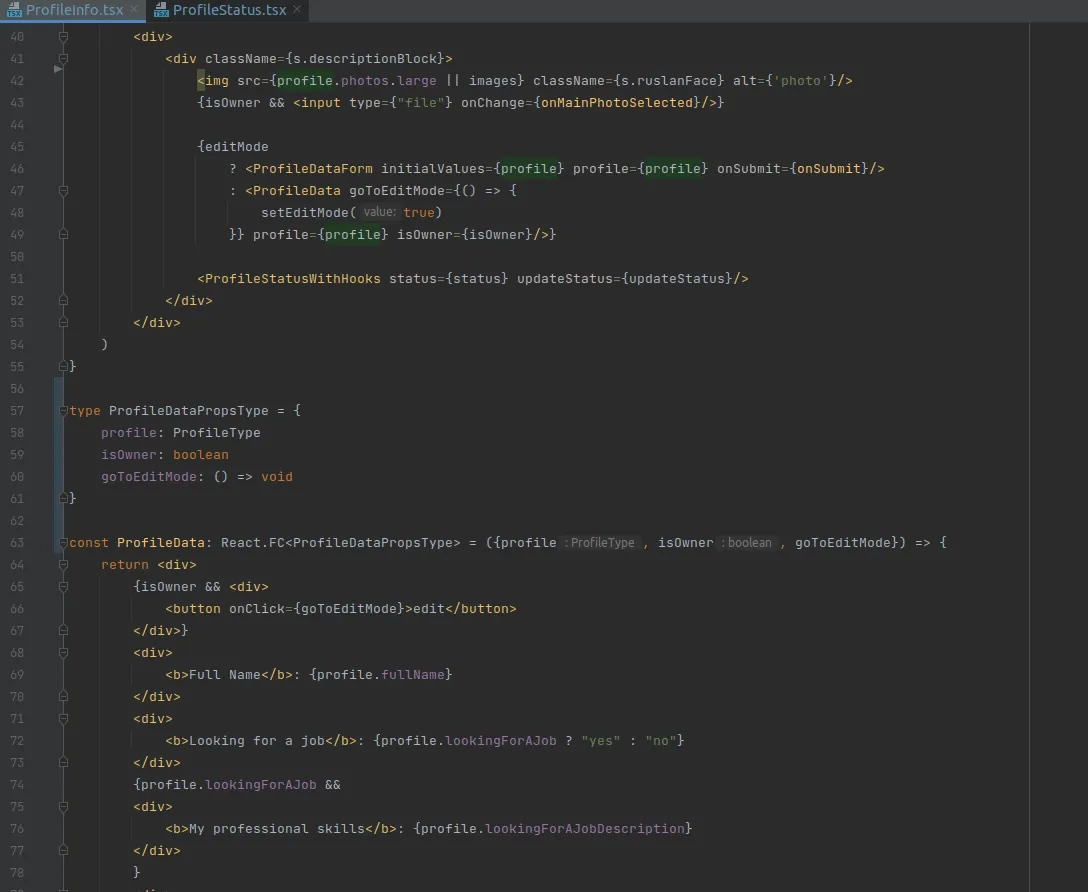 ProfileInfo.tsx × ProfileStatus.tsx ×
40 <div>
41 <div className={s.descriptionBlock}>
42 <img src={profile.photos.large || images} className={s.ruslanFace} alt={'photo'}/>
43 {isOwner && <input type={"file"} onChange={onMainPhotoSelected}/>}
44
45 {editMode
46 ? <ProfileDataForm initialValues={profile} profile={profile} onSubmit={onSubmit}/>
47 : <ProfileData goToEditMode={() => {
48 setEditMode( value: true)
49 }} profile={profile} isOwner={isOwner}/>}
50
51 <ProfileStatusWithHooks status={status} updateStatus={updateStatus}/>
52 </div>
53 </div>
54 )
55 }
56
57 type ProfileDataPropsType = {
58 profile: ProfileType
59 isOwner: boolean
60 goToEditMode: () => void
61 }
62
63 const ProfileData: React.FC<ProfileDataPropsType> = ({profile : ProfileType , isOwner : boolean , goToEditMode}) => {
64 return <div>
65 {isOwner && <div>
66 <button onClick={goToEditMode}>edit</button>
67 </div>}
68 <div>
69 <b>Full Name</b>: {profile.fullName}
70 </div>
71 <div>
72 <b>Looking for a job</b>: {profile.lookingForAJob ? "yes" : "no"}
73 </div>
74 {profile.lookingForAJob &&
75 <div>
76 <b>My professional skills</b>: {profile.lookingForAJobDescription}
77 </div>
78 }